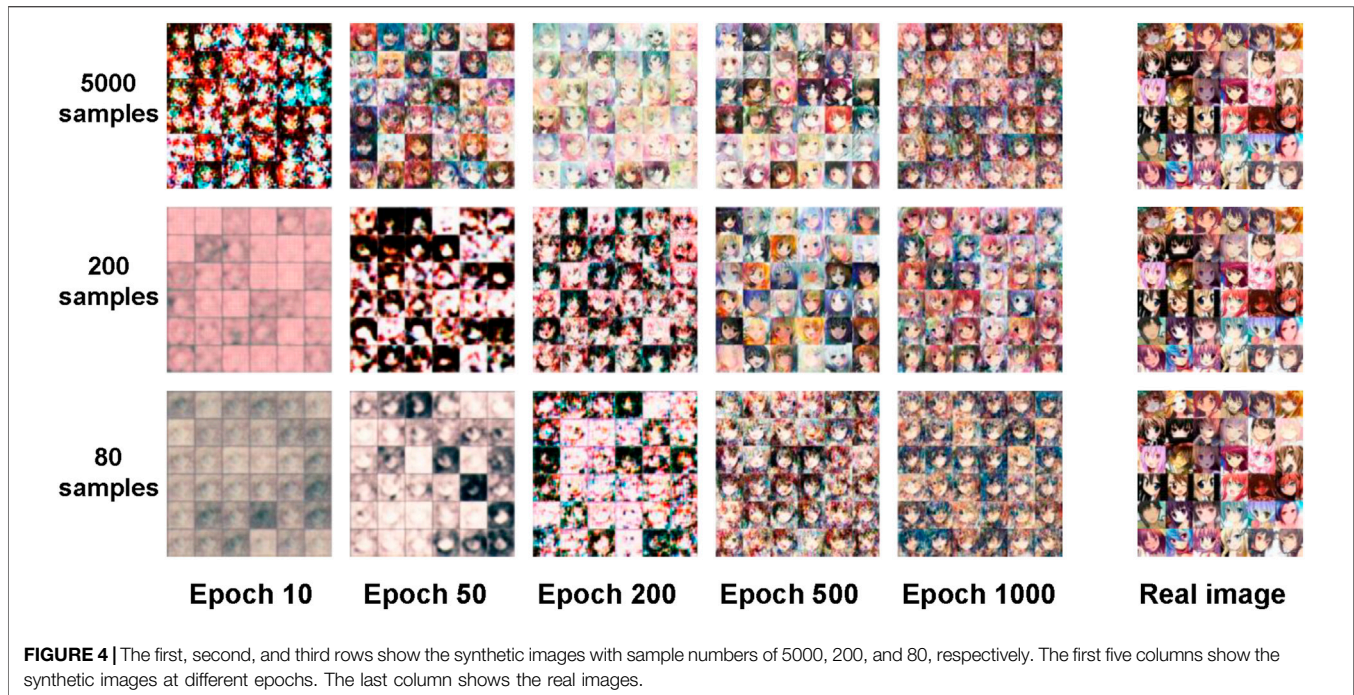 5000
samples
200
samples
80
samples
Epoch 10 Epoch 50 Epoch 200 Epoch 500 Epoch 1000 Real image
FIGURE 4 | The first, second, and third rows show the synthetic images with sample numbers of 5000, 200, and 80, respectively. The first five columns show the
synthetic images at different epochs. The last column shows the real images.